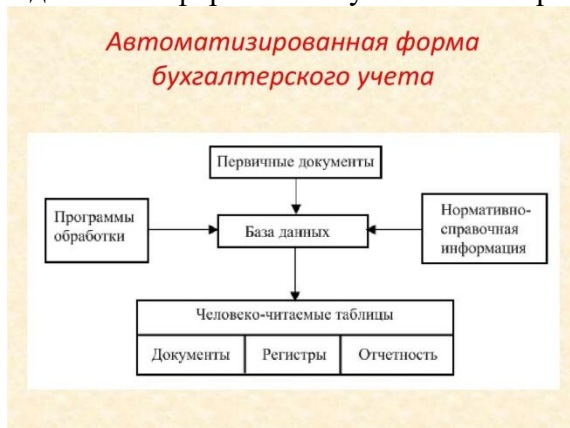 Автоматизированная форма
бухгалтерского учета
Первичные документы
Программы
обработки
База данных
Нормативно-
справочная
информация
Человеко-читаемые таблицы
Документы
Регистры
Отчетность